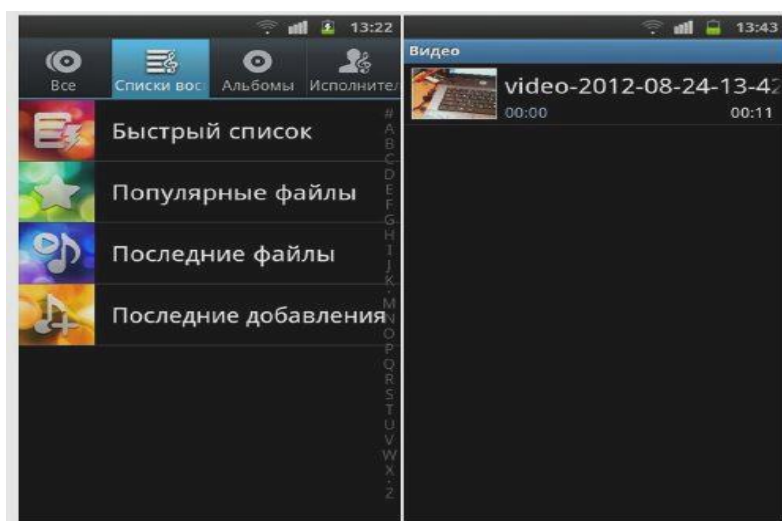 13:22
Все
Списки вос
Альбомы
Исполнител
Быстрый список
Популярные файлы
Последние файлы
Последние добавления
#
A
B
C
D
E
F
G
H
I
J
K
.
M
N
O
P
Q
R
S
T
U
V
W
X
.
Z
13:43
Видео
video-2012-08-24-13-42
00:00
00:11